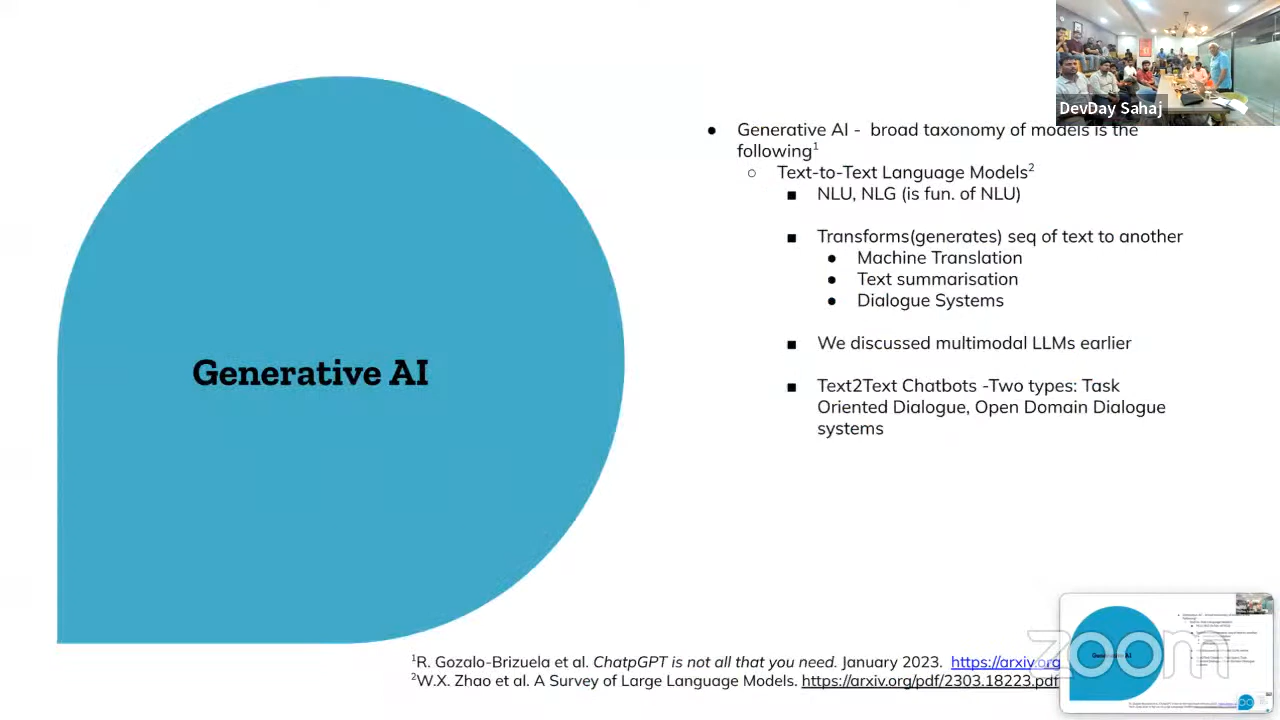 DevDay Sahaj
● Generative AI - broad taxonomy of models is the
following1
○ Text-to-Text Language Models2
■ NLU, NLG (is fun. of NLU)
■ Transforms(generates) seq of text to another
● Machine Translation
● Text summarisation
● Dialogue Systems
■ We discussed multimodal LLMs earlier
■ Text2Text Chatbots -Two types: Task
Oriented Dialogue, Open Domain Dialogue
systems
Generative AI
1R. Gozalo-Brizuela et al. ChatpGPT is not all that you need. January 2023. https://arxiv.org
2W.X. Zhao et al. A Survey of Large Language Models. https://arxiv.org/pdf/2303.18223.pdf
zoom
Generative AI